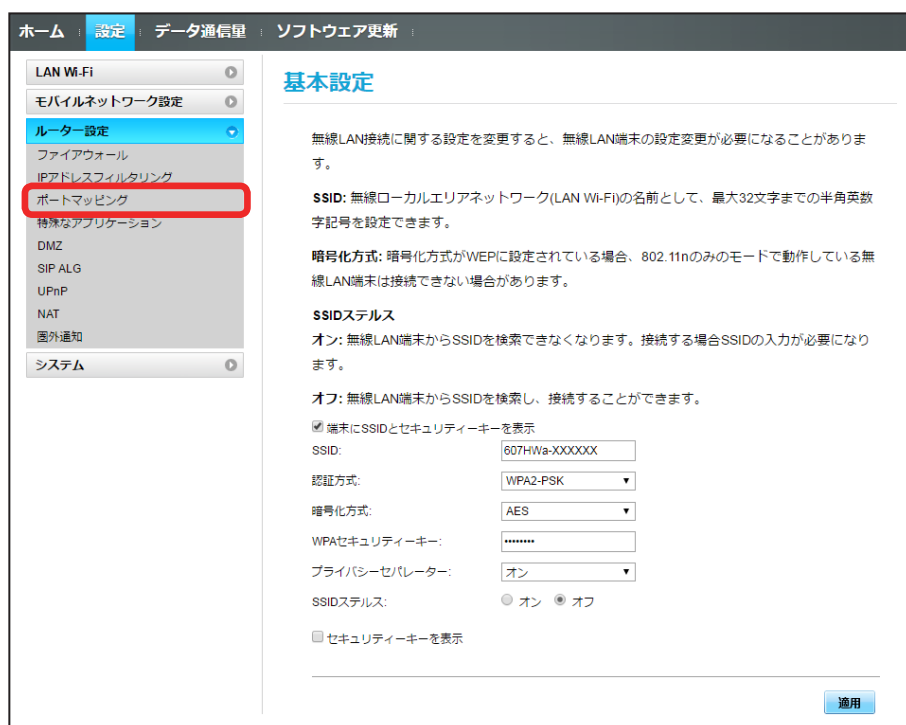 ホーム 設定 データ通信量 ソフトウェア更新
LAN Wi-Fi
モバイルネットワーク設定
ルーター設定
ファイアウォール
IPアドレスフィルタリング
ポートマッピング
特殊なアプリケーション
DMZ
SIP ALG
UPnP
NAT
圏外通知
システム
基本設定
無線LAN接続に関する設定を変更すると、無線LAN端末の設定変更が必要になることがありま
す。
SSID: 無線ローカルエリアネットワーク(LAN Wi-Fi)の名前として、最大32文字までの半角英数
字記号を設定できます。
暗号化方式: 暗号化方式がWEPに設定されている場合、802.11nのみのモードで動作している無
線LAN端末は接続できない場合があります。
SSIDステルス
オン: 無線LAN端末からSSIDを検索できなくなります。接続する場合SSIDの入力が必要になり
ます。
オフ: 無線LAN端末からSSIDを検索し、接続することができます。
端末にSSIDとセキュリティーキーを表示
SSID: 607HWa-XXXXXX
認証方式: WPA2-PSK
暗号化方式: AES
WPAセキュリティーキー: ••••••••
プライバシーセパレーター: オン
SSIDステルス: オン オフ
セキュリティーキーを表示
適用